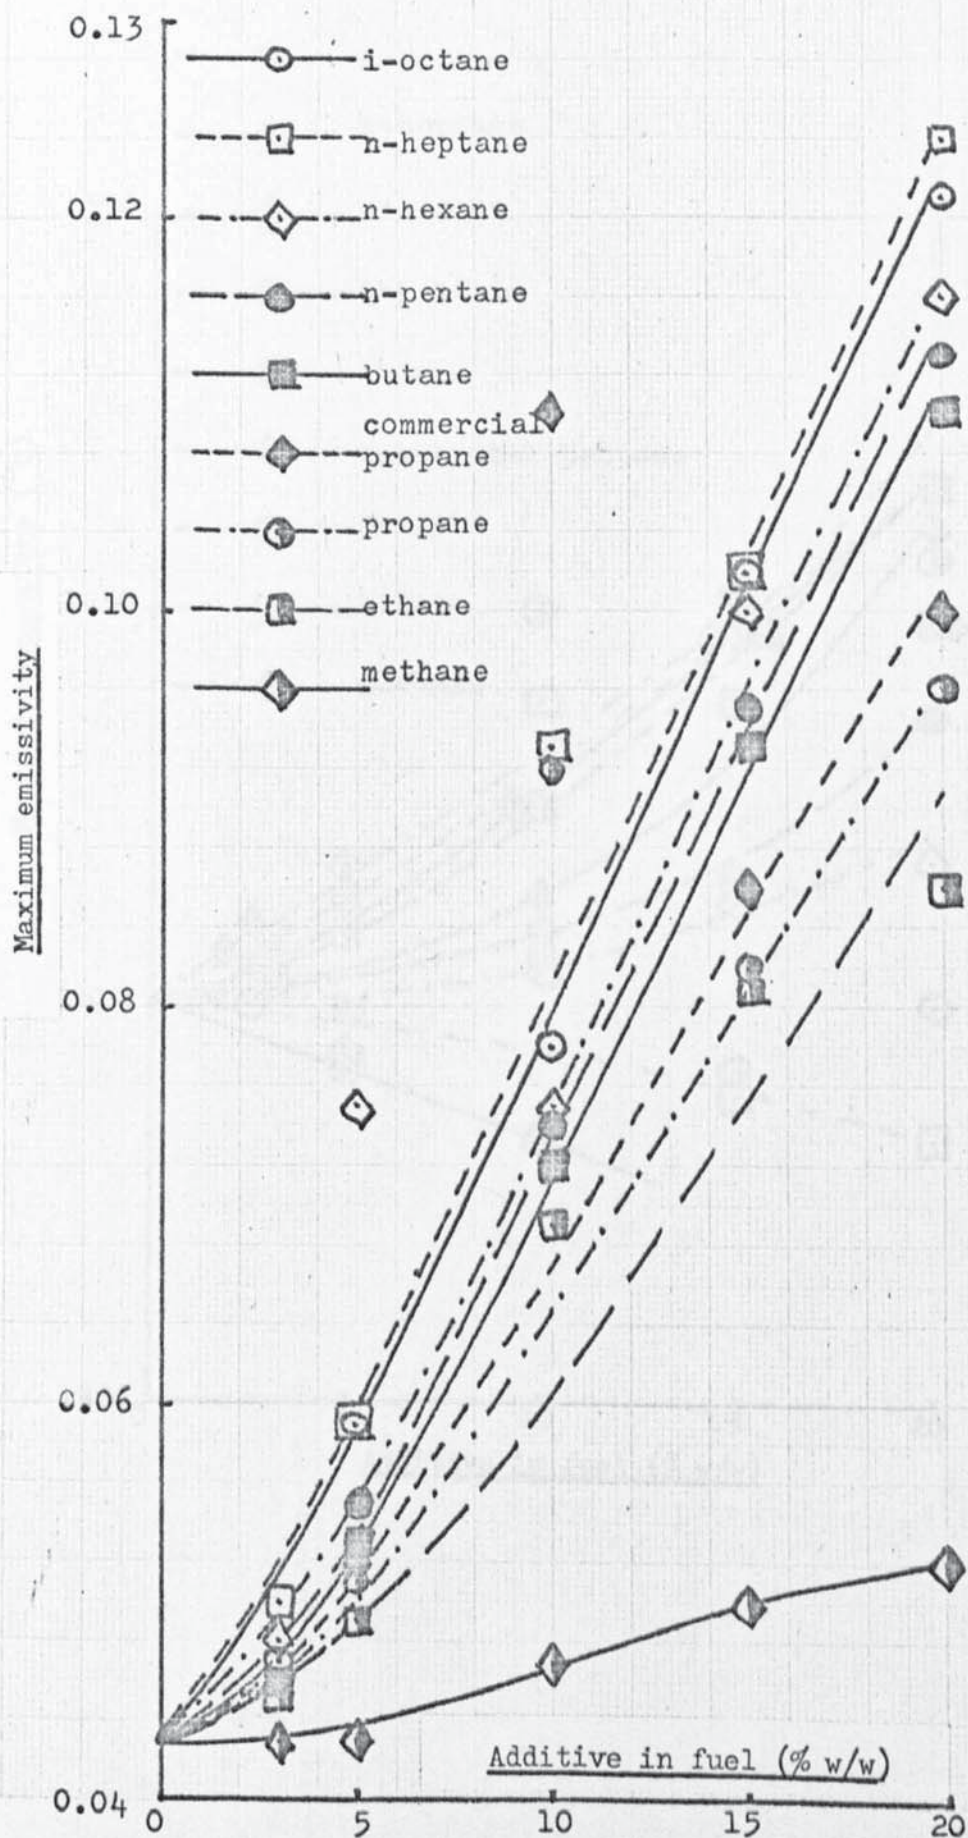 0.13
i-octane
n-heptane
n-hexane
0.12
n-pentane
butane
commercial
propane
propane
0.10
ethane
methane
Maximum emissivity
0.08
0.06
Additive in fuel (% w/w)
0.04
0 5 10 15 20